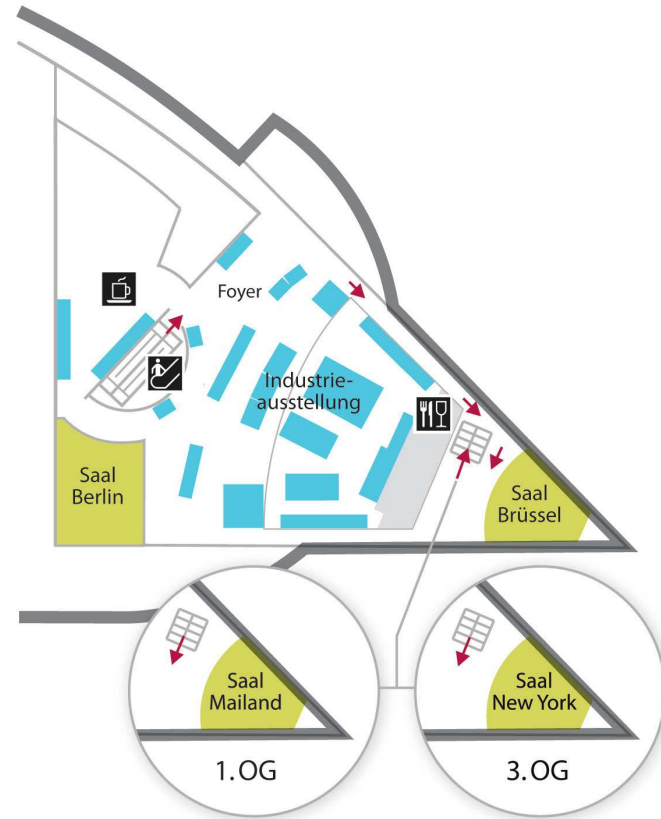 Foyer
Industrie-
ausstellung
Saal
Berlin
Saal
Brüssel
Saal
Mailand
1.OG
Saal
New York
3.OG